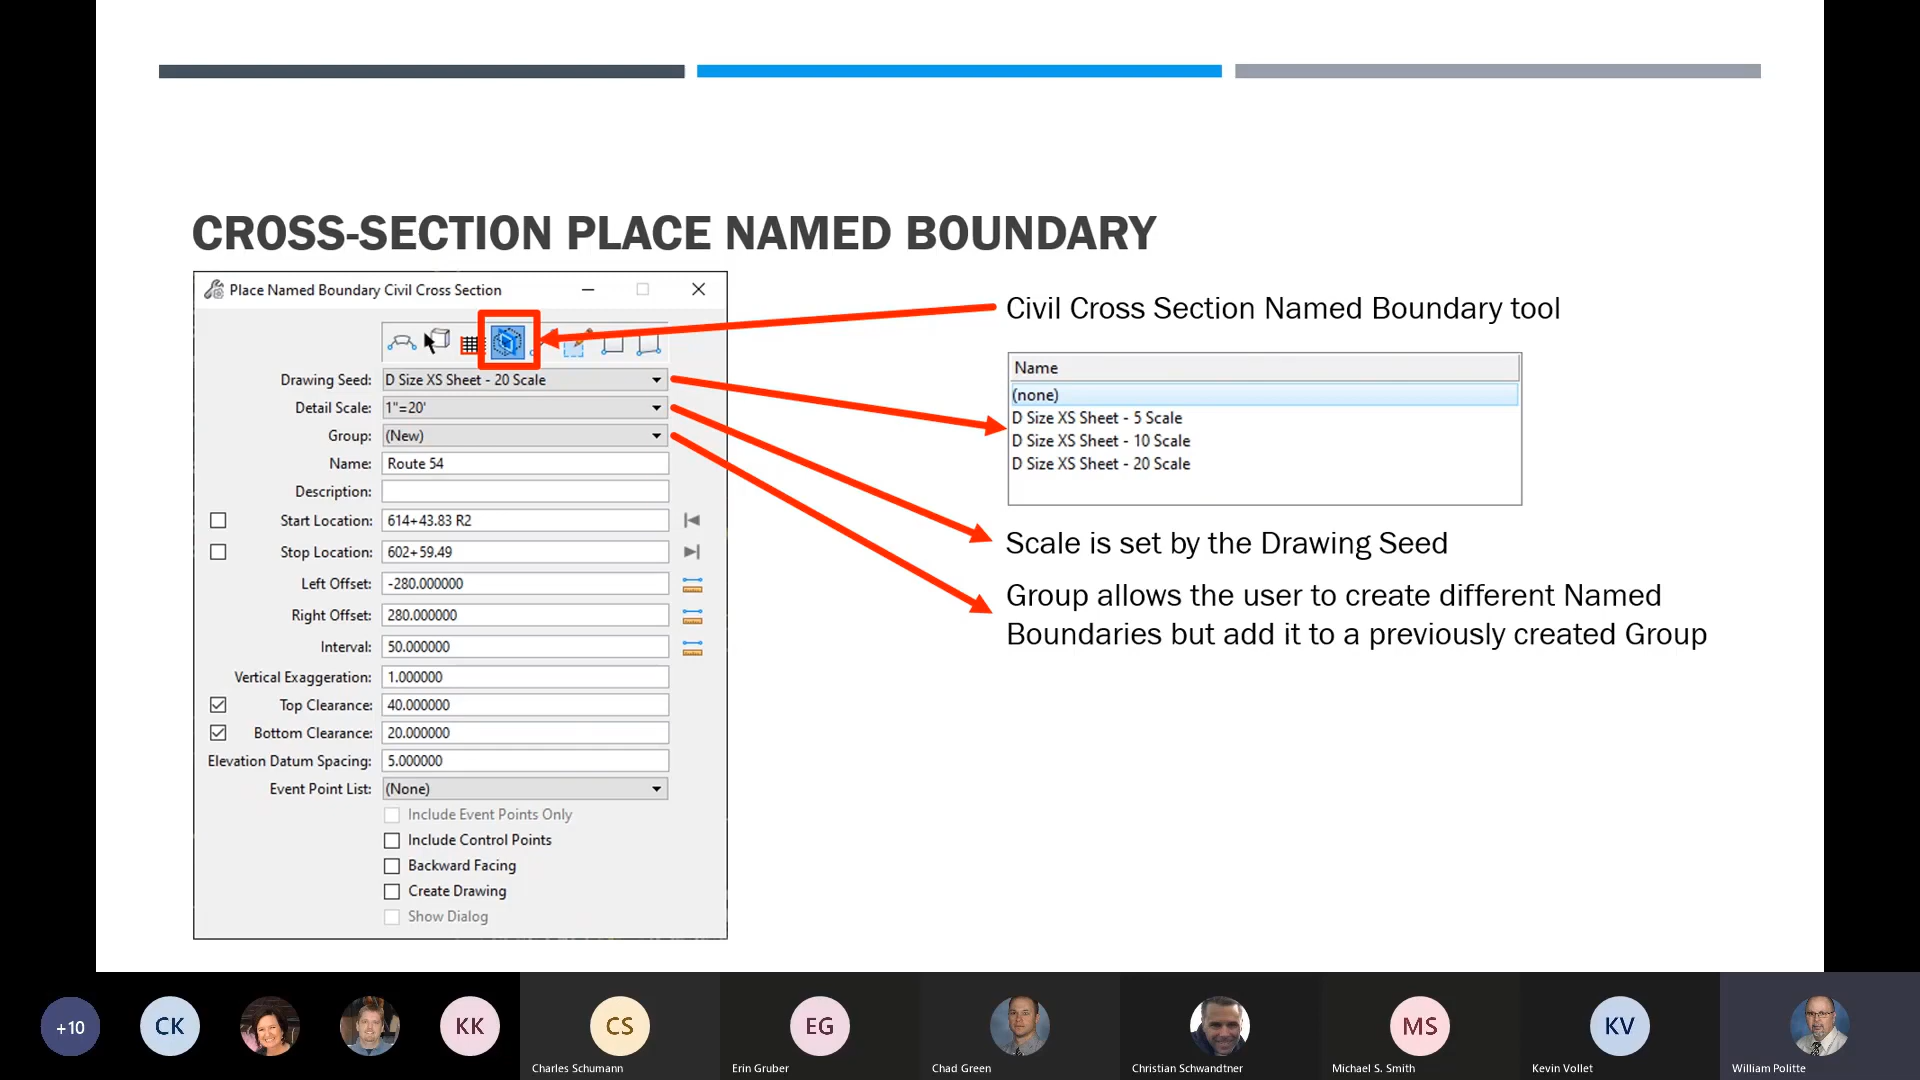 CROSS-SECTION PLACE NAMED BOUNDARY
Place Named Boundary Civil Cross Section
Drawing Seed: D Size XS Sheet - 20 Scale
Detail Scale: 1"=20'
Group: (New)
Name: Route 54
Description:
Start Location: 614+43.83 R2
Stop Location: 602+59.49
Left Offset: -280.000000
Right Offset: 280.000000
Interval: 50.000000
Vertical Exaggeration: 1.000000
Top Clearance: 40.000000
Bottom Clearance: 20.000000
Elevation Datum Spacing: 5.000000
Event Point List: (None)
Include Event Points Only
Include Control Points
Backward Facing
Create Drawing
Show Dialog
Civil Cross Section Named Boundary tool
Name
(none)
D Size XS Sheet - 5 Scale
D Size XS Sheet - 10 Scale
D Size XS Sheet - 20 Scale
Scale is set by the Drawing Seed
Group allows the user to create different Named
Boundaries but add it to a previously created Group
+10
CK
KK
CS
Charles Schumann
EG
Erin Gruber
Chad Green
Christian Schwandtner
MS
Michael S. Smith
KV
Kevin Vollet
William Politte